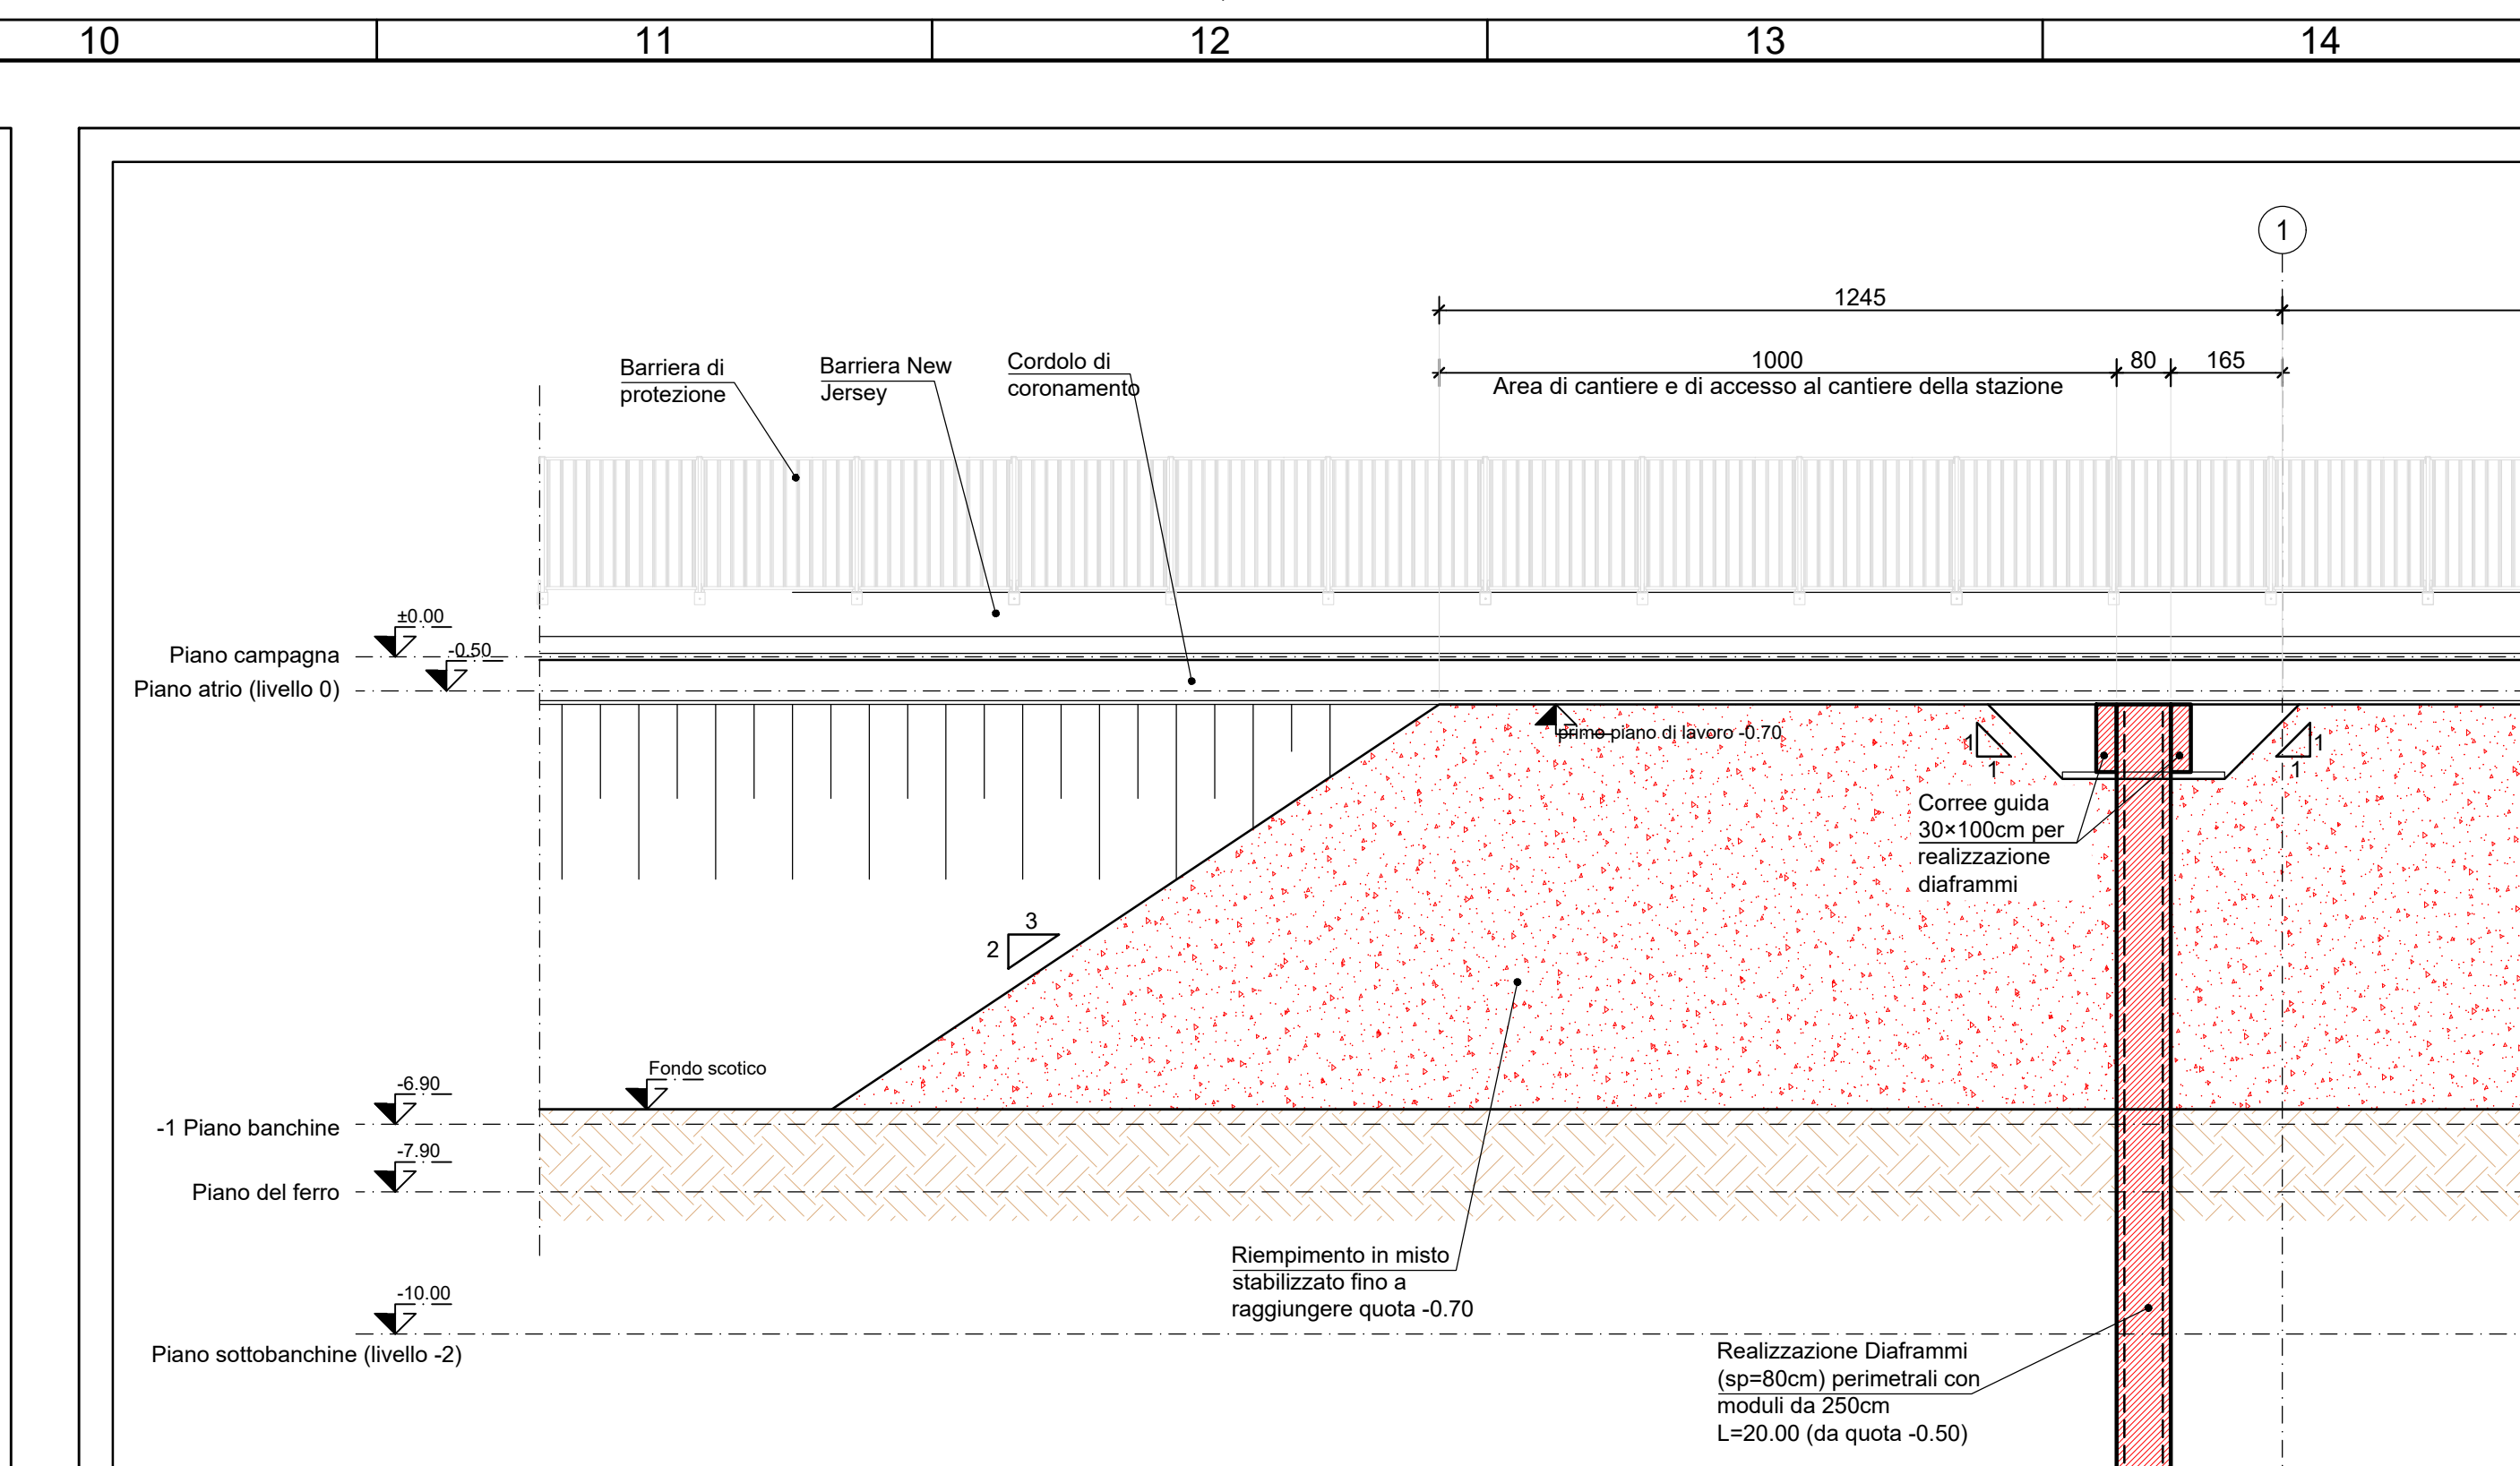 10
11
12
13
14
1
1245
1000
80
165
Area di cantiere e di accesso al cantiere della stazione
Barriera di
protezione
Barriera New
Jersey
Cordolo di
coronamento
±0.00
Piano campagna
-0.50
Piano atrio (livello 0)
primo piano di lavoro -0.70
1
1
1
1
Corree guida
30×100cm per
realizzazione
diaframmi
3
2
Fondo scotico
-6.90
-1 Piano banchine
-7.90
Piano del ferro
Riempimento in misto
stabilizzato fino a
raggiungere quota -0.70
-10.00
Piano sottobanchine (livello -2)
Realizzazione Diaframmi
(sp=80cm) perimetrali con
moduli da 250cm
L=20.00 (da quota -0.50)